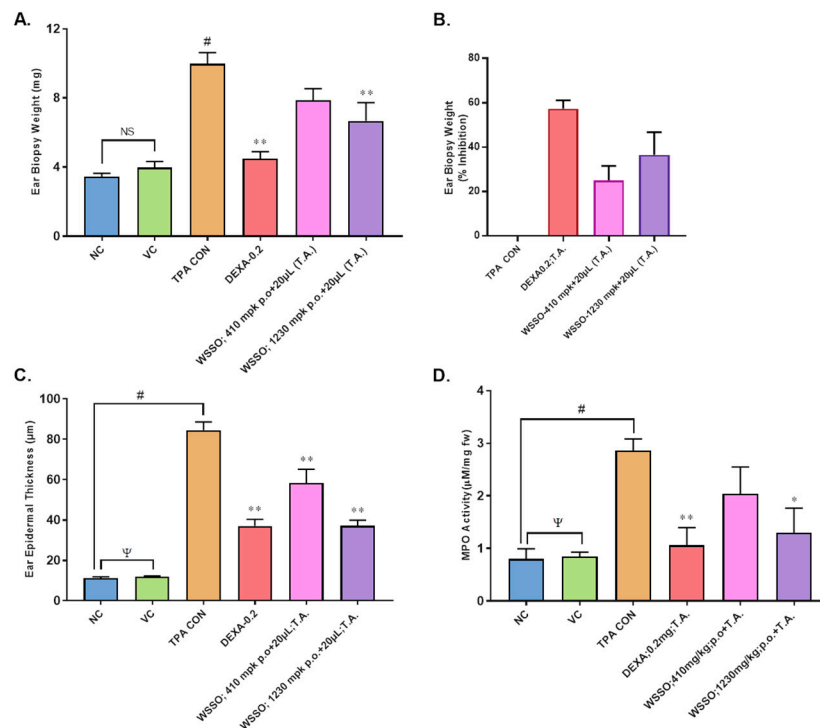 A.
Ear Biopsy Weight (mg)
12
8
4
0
NS
#
**
**
NC
VC
TPA CON
DEXA-0.2
WSSO; 410 mpk p.o+20µL (T.A.)
WSSO; 1230 mpk p.o.+20µL (T.A.)
B.
Ear Biopsy Weight
(% Inhibition)
80
60
40
20
0
TPA CON
DEXA0.2;T.A.
WSSO-410 mpk+20µL (T.A.)
WSSO-1230 mpk+20µL (T.A.)
C.
Ear Epidermal Thickness (µm)
100
80
60
40
20
0
#
Ψ
**
**
**
NC
VC
TPA CON
DEXA-0.2
WSSO; 410 mpk p.o+20µL;T.A.
WSSO; 1230 mpk p.o.+20µL;T.A.
D.
MPO Activity(µM/mg fw)
4
3
2
1
0
#
Ψ
**
*
NC
VC
TPA CON
DEXA;0.2mg;T.A.
WSSO;410mg/kg;p.o+T.A.
WSSO;1230mg/kg;p.o.+T.A.